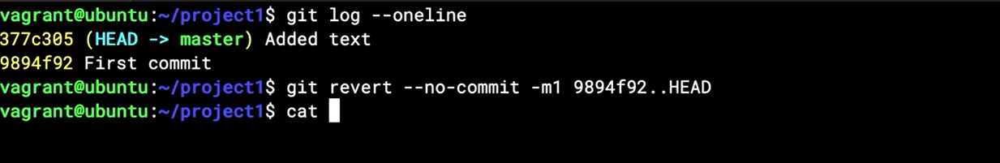 vagrant@ubuntu:~/project1$ git log --oneline
377c305 (HEAD -> master) Added text
9894f92 First commit
vagrant@ubuntu:~/project1$ git revert --no-commit -m1 9894f92..HEAD
vagrant@ubuntu:~/project1$ cat